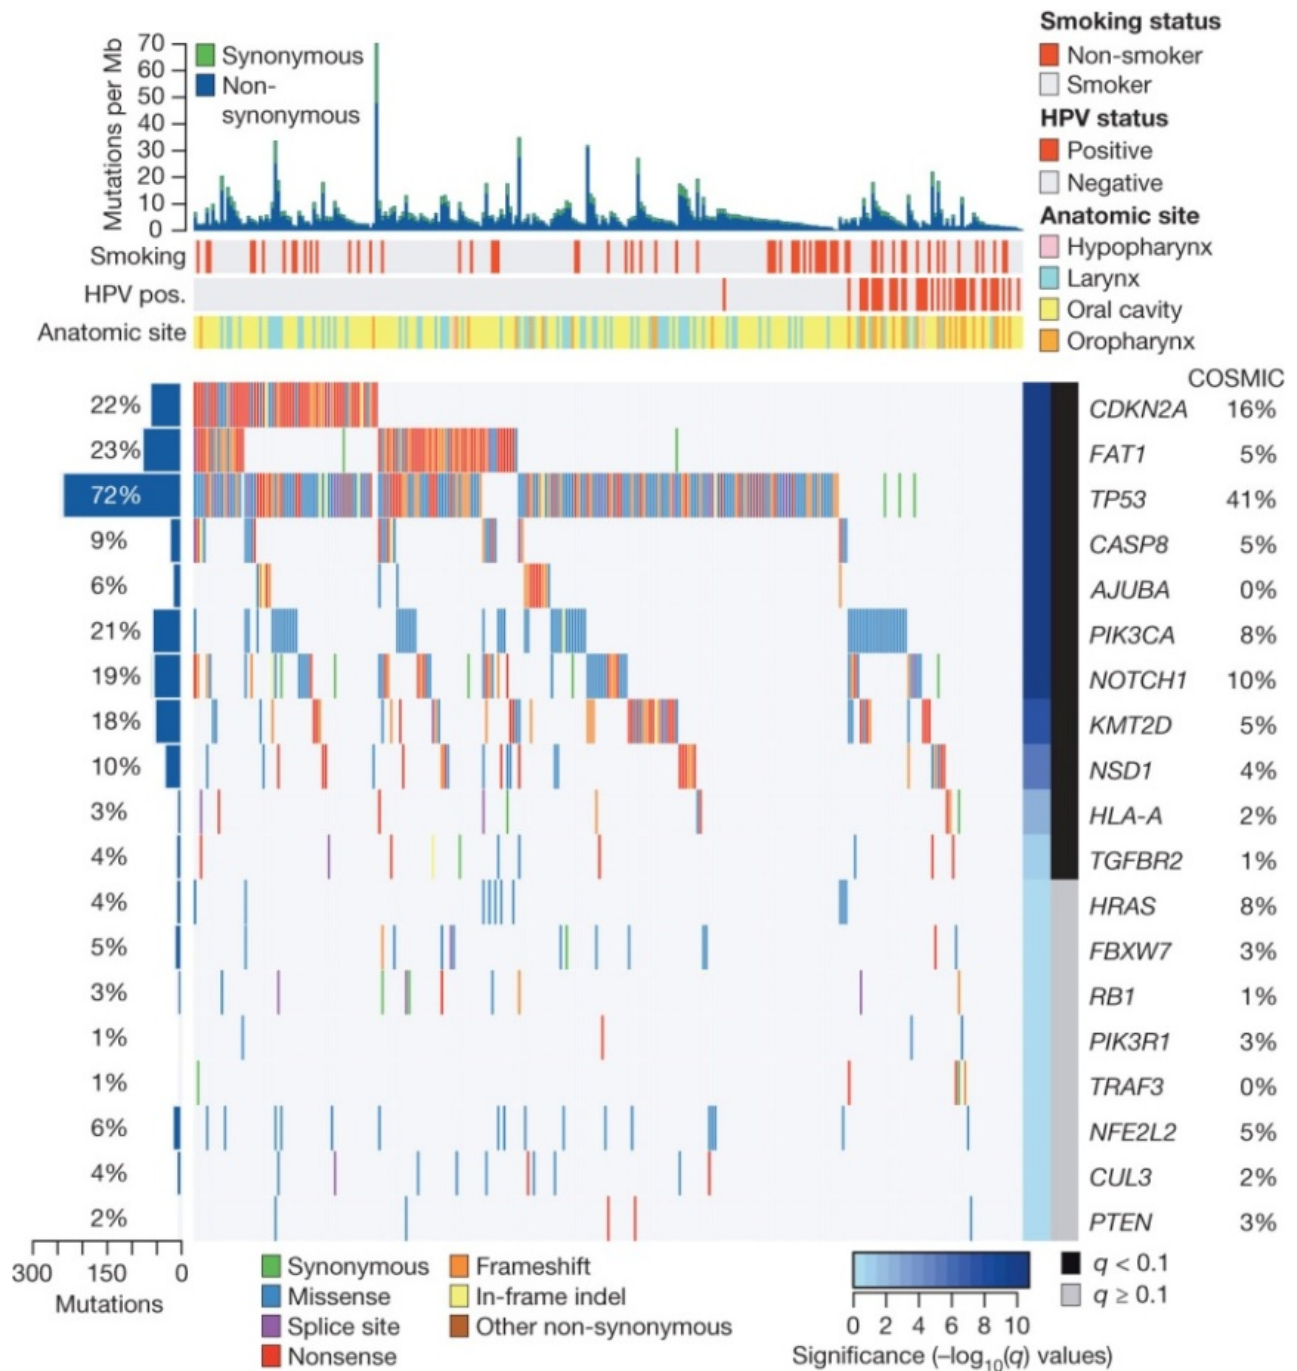 Mutations per Mb
70
60
50
40
30
20
10
0
Synonymous
Non-
synonymous
Smoking status
Non-smoker
Smoker
HPV status
Positive
Negative
Anatomic site
Hypopharynx
Larynx
Oral cavity
Oropharynx
Smoking
HPV pos.
Anatomic site
COSMIC
22% CDKN2A 16%
23% FAT1 5%
72% TP53 41%
9% CASP8 5%
6% AJUBA 0%
21% PIK3CA 8%
19% NOTCH1 10%
18% KMT2D 5%
10% NSD1 4%
3% HLA-A 2%
4% TGFBR2 1%
4% HRAS 8%
5% FBXW7 3%
3% RB1 1%
1% PIK3R1 3%
1% TRAF3 0%
6% NFE2L2 5%
4% CUL3 2%
2% PTEN 3%
300 150 0
Mutations
Synonymous
Missense
Splice site
Nonsense
Frameshift
In-frame indel
Other non-synonymous
0 2 4 6 8 10
Significance (–log10(q) values)
q < 0.1
q ≥ 0.1